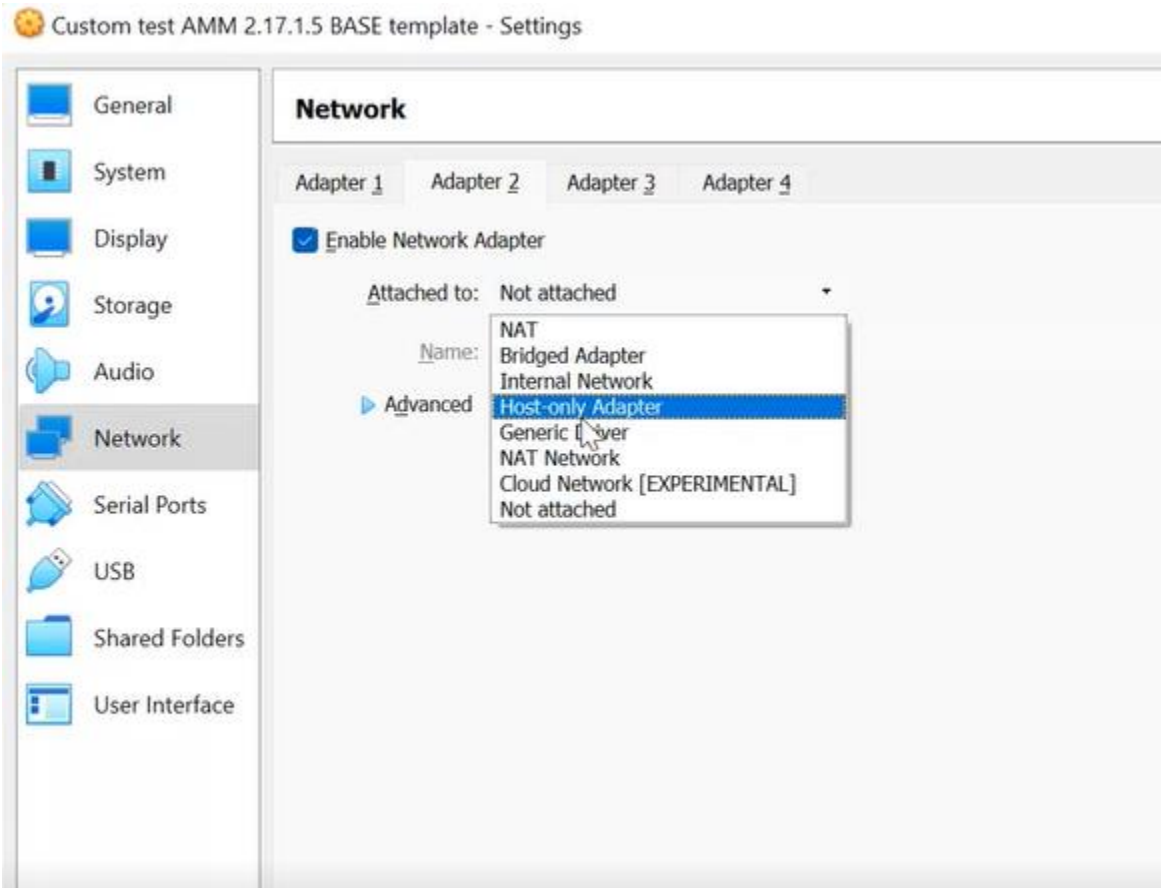 Custom test AMM 2.17.1.5 BASE template - Settings
General
System
Display
Storage
Audio
Network
Serial Ports
USB
Shared Folders
User Interface
Network
Adapter 1 Adapter 2 Adapter 3 Adapter 4
Enable Network Adapter
Attached to: Not attached
Name:
Advanced
NAT
Bridged Adapter
Internal Network
Host-only Adapter
Generic Driver
NAT Network
Cloud Network [EXPERIMENTAL]
Not attached